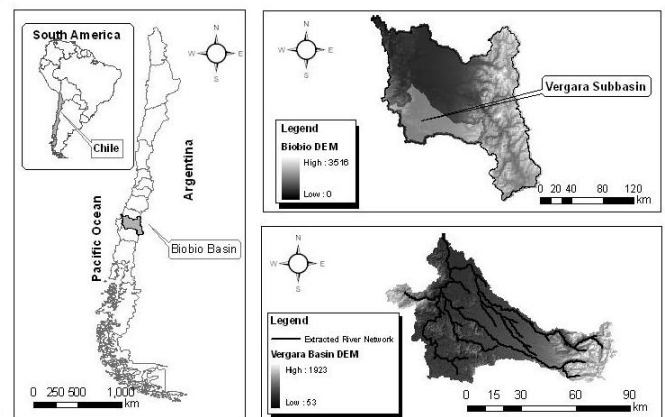 South America
Chile
N
W E
S
Argentina
Pacific Ocean
Biobio Basin
0 250 500 1,000
km
N
W E
S
Vergara Subbasin
Legend
Biobio DEM
High : 3516
Low : 0
0 20 40 80 120
km
N
W E
S
Legend
Extracted River Network
Vergara Basin DEM
High : 1923
Low : 53
0 15 30 60 90
km